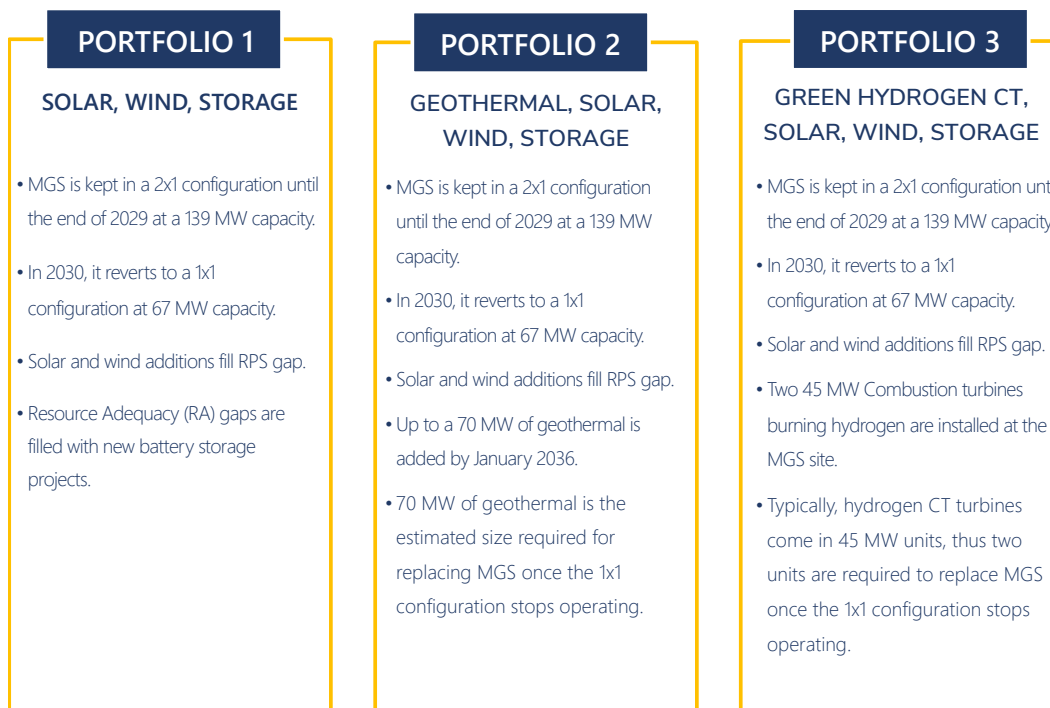 PORTFOLIO 1
SOLAR, WIND, STORAGE
• MGS is kept in a 2x1 configuration until
the end of 2029 at a 139 MW capacity.
• In 2030, it reverts to a 1x1
configuration at 67 MW capacity.
• Solar and wind additions fill RPS gap.
• Resource Adequacy (RA) gaps are
filled with new battery storage
projects.
PORTFOLIO 2
GEOTHERMAL, SOLAR,
WIND, STORAGE
• MGS is kept in a 2x1 configuration
until the end of 2029 at a 139 MW
capacity.
• In 2030, it reverts to a 1x1
configuration at 67 MW capacity.
• Solar and wind additions fill RPS gap.
• Up to a 70 MW of geothermal is
added by January 2036.
• 70 MW of geothermal is the
estimated size required for
replacing MGS once the 1x1
configuration stops operating.
PORTFOLIO 3
GREEN HYDROGEN CT,
SOLAR, WIND, STORAGE
• MGS is kept in a 2x1 configuration unt
the end of 2029 at a 139 MW capacity
• In 2030, it reverts to a 1x1
configuration at 67 MW capacity.
• Solar and wind additions fill RPS gap.
• Two 45 MW Combustion turbines
burning hydrogen are installed at the
MGS site.
• Typically, hydrogen CT turbines
come in 45 MW units, thus two
units are required to replace MGS
once the 1x1 configuration stops
operating.